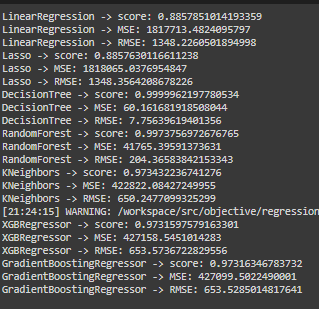 LinearRegression -> score: 0.8857851014193359
LinearRegression -> MSE: 1817713.4824095797
LinearRegression -> RMSE: 1348.2260501894998
Lasso -> score: 0.8857630116611238
Lasso -> MSE: 1818065.0376954847
Lasso -> RMSE: 1348.3564208678226
DecisionTree -> score: 0.9999962197780534
DecisionTree -> MSE: 60.161681918508044
DecisionTree -> RMSE: 7.75639619401356
RandomForest -> score: 0.9973756972676765
RandomForest -> MSE: 41765.39591373631
RandomForest -> RMSE: 204.36583842153343
KNeighbors -> score: 0.973432236741276
KNeighbors -> MSE: 422822.08427249955
KNeighbors -> RMSE: 650.2477099325299
[21:24:15] WARNING: /workspace/src/objective/regression
XGBRegressor -> score: 0.9731597579163301
XGBRegressor -> MSE: 427158.5451014283
XGBRegressor -> RMSE: 653.5736722829556
GradientBoostingRegressor -> score: 0.97316346783732
GradientBoostingRegressor -> MSE: 427099.5022490001
GradientBoostingRegressor -> RMSE: 653.5285014817641